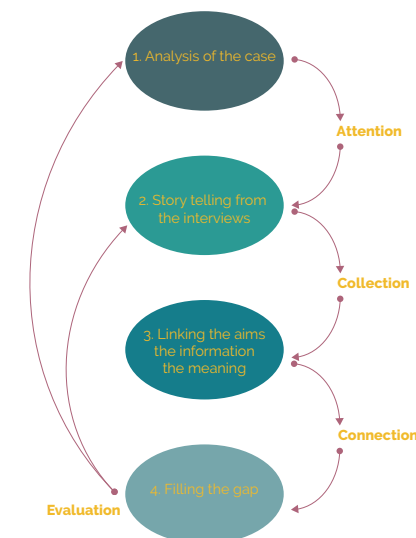 1. Analysis of the case
Attention
2. Story telling from
the interviews
Collection
3. Linking the aims
the information
the meaning
Connection
4. Filling the gap
Evaluation